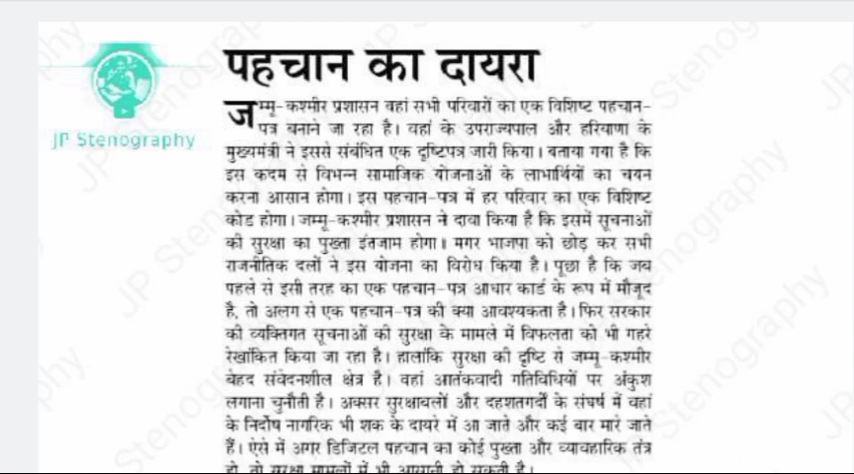 पहचान का दायरा
JP Stenography
जम्मू-कश्मीर प्रशासन वहां सभी परिवारों का एक विशिष्ट पहचान-
पत्र बनाने जा रहा है। वहां के उपराज्यपाल और हरियाणा के
मुख्यमंत्री ने इससे संबंधित एक दृष्टिपत्र जारी किया। बताया गया है कि
इस कदम से विभिन्न सामाजिक योजनाओं के लाभार्थियों का चयन
करना आसान होगा। इस पहचान-पत्र में हर परिवार का एक विशिष्ट
कोड होगा। जम्मू-कश्मीर प्रशासन ने दावा किया है कि इसमें सूचनाओं
की सुरक्षा का पुख्ता इंतजाम होगा। मगर भाजपा को छोड़ कर सभी
राजनीतिक दलों ने इस योजना का विरोध किया है। पूछा है कि जब
पहले से इसी तरह का एक पहचान-पत्र आधार कार्ड के रूप में मौजूद
है, तो अलग से एक पहचान-पत्र की क्या आवश्यकता है। फिर सरकार
की व्यक्तिगत सूचनाओं की सुरक्षा के मामले में विफलता को भी गहरे
रेखांकित किया जा रहा है। हालांकि सुरक्षा की दृष्टि से जम्मू-कश्मीर
बेहद संवेदनशील क्षेत्र है। वहां आतंकवादी गतिविधियों पर अंकुश
लगाना चुनौती है। अक्सर सुरक्षाबलों और दहशतगर्दों के संघर्ष में वहां
के निर्दोष नागरिक भी शक के दायरे में आ जाते और कई बार मारे जाते
हैं। ऐसे में अगर डिजिटल पहचान का कोई पुख्ता और व्यावहारिक तंत्र
हो, तो सुरक्षा मामलों में भी आसानी हो सकती है।